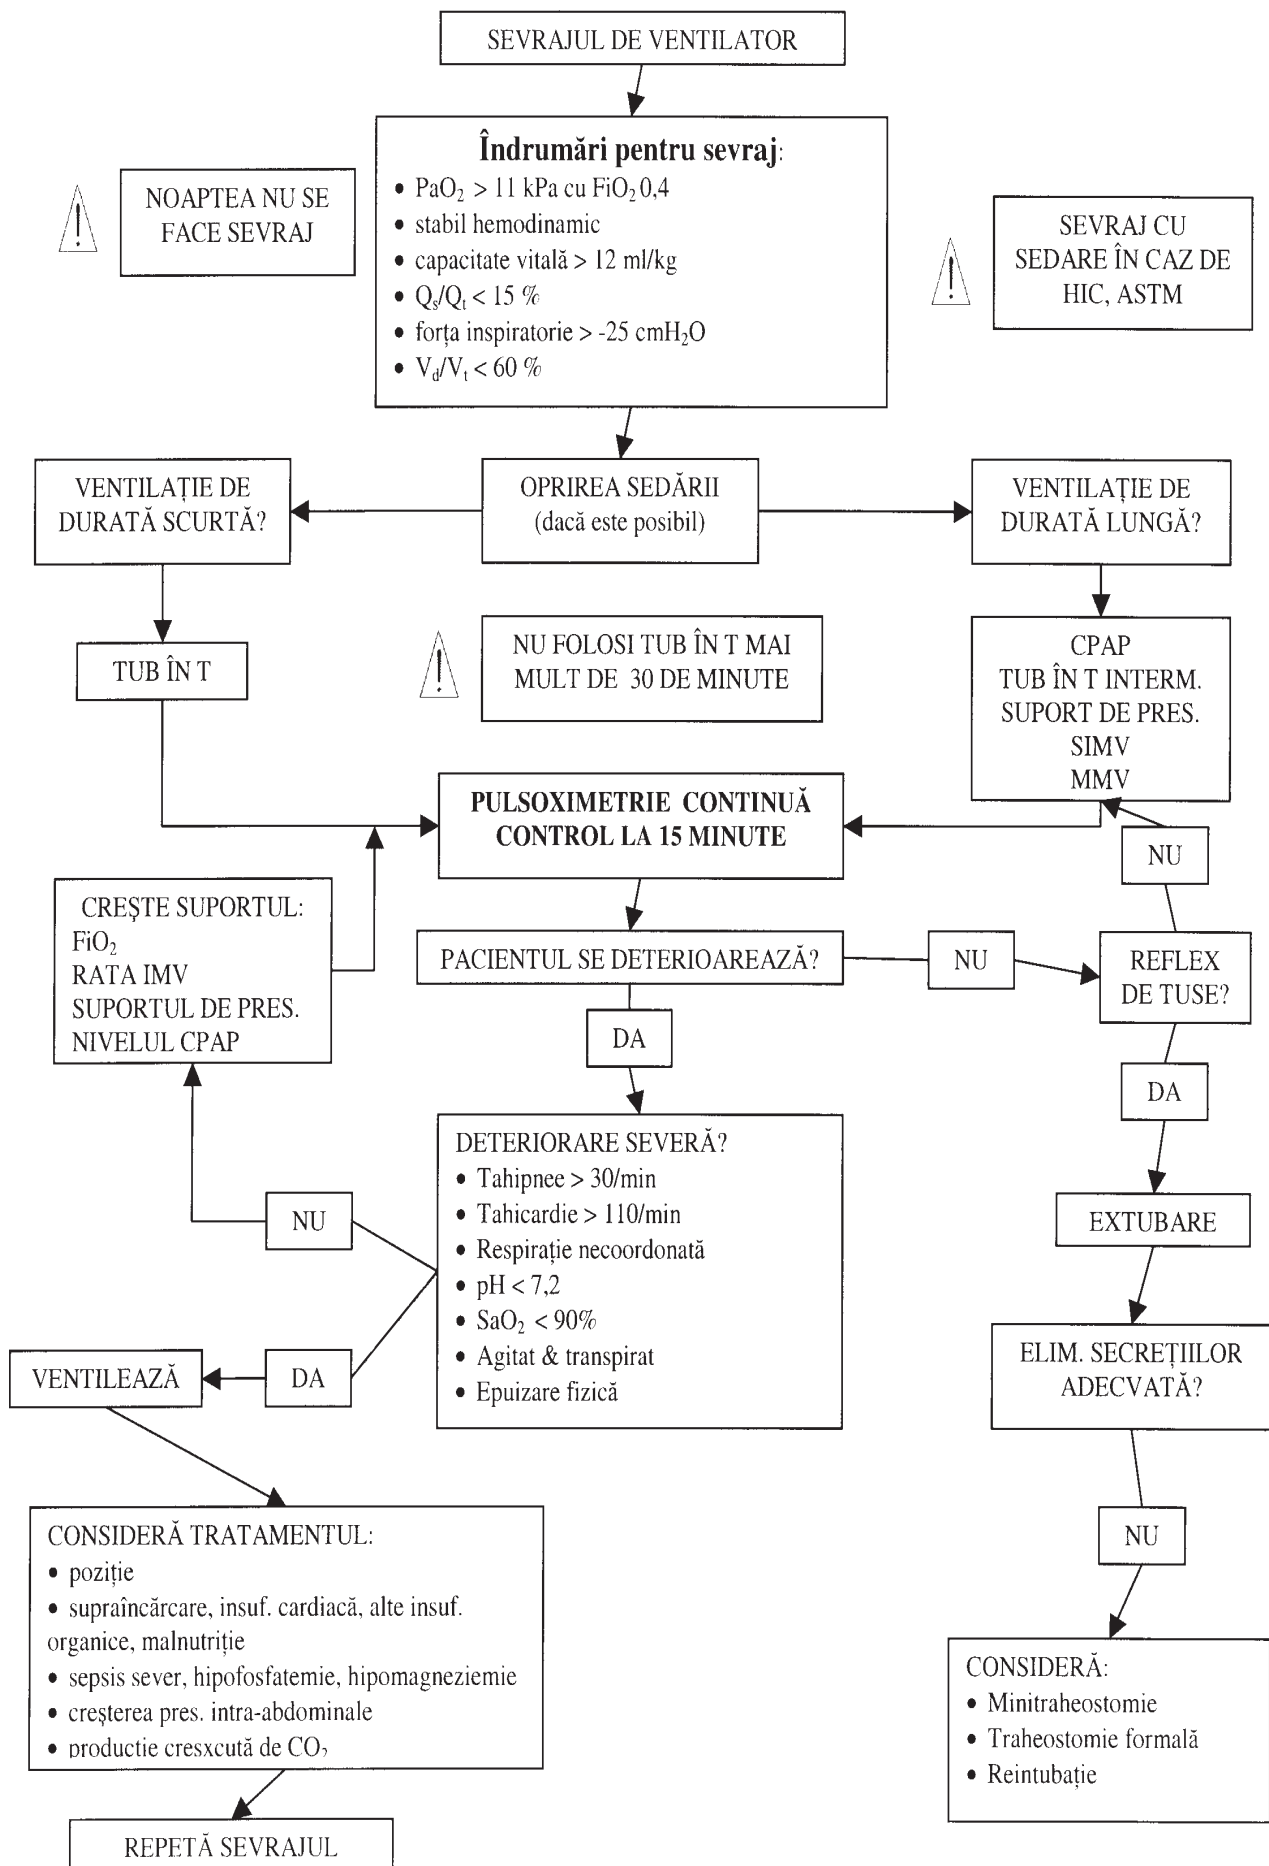 SEVRAJUL DE VENTILATOR
Îndrumări pentru sevraj:
• PaO₂ > 11 kPa cu FiO₂ 0,4
• stabil hemodinamic
• capacitate vitală > 12 ml/kg
• Qₛ/Qₜ < 15 %
• forța inspiratorie > -25 cmH₂O
• V_d/Vₜ < 60 %
!
NOAPTEA NU SE
FACE SEVRAJ
!
SEVRAJ CU
SEDARE ÎN CAZ DE
HIC, ASTM
VENTILAȚIE DE
DURATĂ SCURTĂ?
OPRIREA SEDĂRII
(dacă este posibil)
VENTILAȚIE DE
DURATĂ LUNGĂ?
TUB ÎN T
!
NU FOLOSI TUB ÎN T MAI
MULT DE 30 DE MINUTE
CPAP
TUB ÎN T INTERM.
SUPORT DE PRES.
SIMV
MMV
PULSOXIMETRIE CONTINUĂ
CONTROL LA 15 MINUTE
NU
CREȘTE SUPORTUL:
FiO₂
RATA IMV
SUPORTUL DE PRES.
NIVELUL CPAP
PACIENTUL SE DETERIOAREAZĂ?
NU
REFLEX
DE TUSE?
DA
DA
DETERIORARE SEVERĂ?
• Tahipnee > 30/min
• Tahicardie > 110/min
• Respirație necoordonată
• pH < 7,2
• SaO₂ < 90%
• Agitat & transpirat
• Epuizare fizică
NU
EXTUBARE
VENTILEAZĂ
DA
ELIM. SECREȚIILOR
ADECVATĂ?
NU
CONSIDERĂ TRATAMENTUL:
• poziție
• supraîncărcare, insuf. cardiacă, alte insuf.
organice, malnutriție
• sepsis sever, hipofosfatemie, hipomagneziemie
• creșterea pres. intra-abdominale
• productie cresxcută de CO₂
CONSIDERĂ:
• Minitraheostomie
• Traheostomie formală
• Reintubație
REPETĂ SEVRAJUL